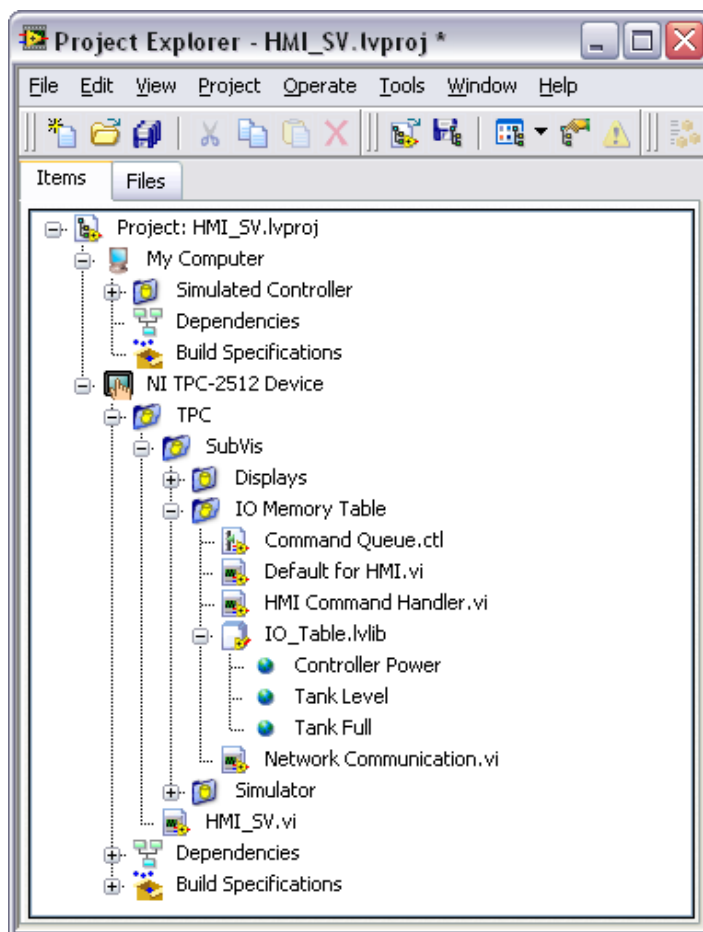 Project Explorer - HMI_SV.lvproj *
File Edit View Project Operate Tools Window Help
Items Files
Project: HMI_SV.lvproj
My Computer
Simulated Controller
Dependencies
Build Specifications
NI TPC-2512 Device
TPC
SubVis
Displays
IO Memory Table
Command Queue.ctl
Default for HMI.vi
HMI Command Handler.vi
IO_Table.lvlib
Controller Power
Tank Level
Tank Full
Network Communication.vi
Simulator
HMI_SV.vi
Dependencies
Build Specifications